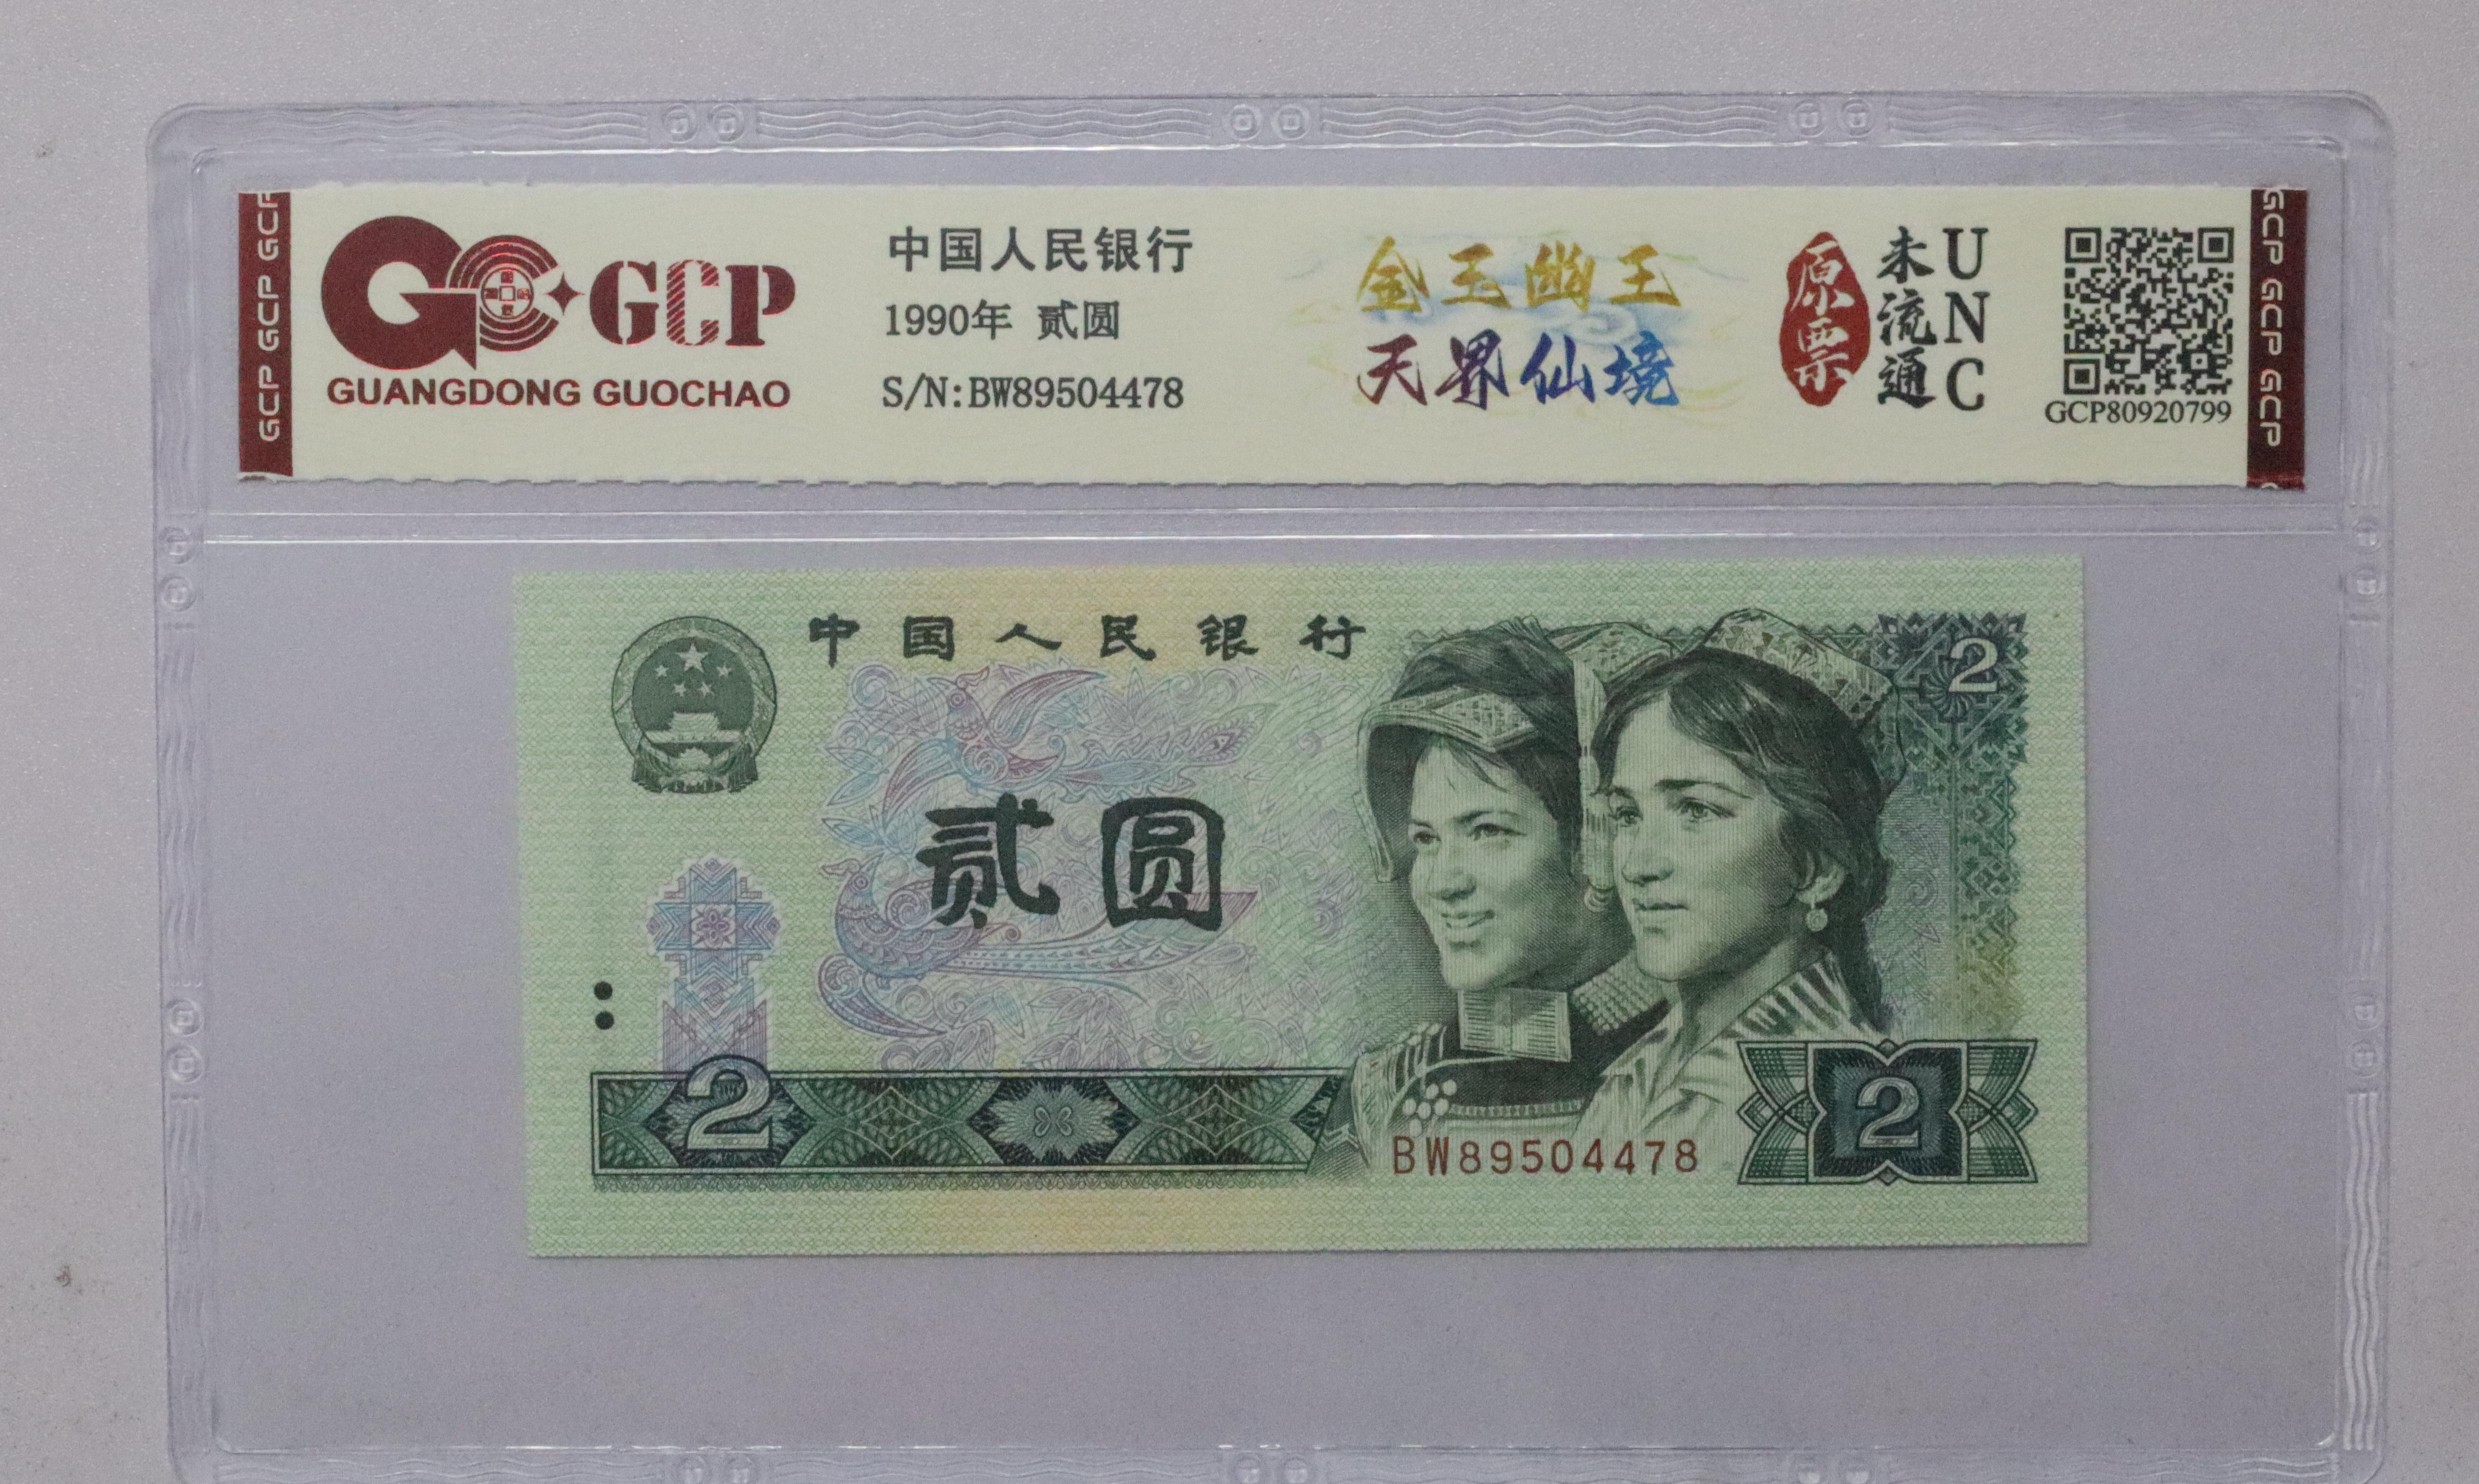 GCP GCP GCP
GCP
GUANGDONG GUOCHAO
中国人民银行
1990年 贰圆
S/N:BW89504478
金玉幽王
天界仙境
原票
未流通
UNC
GCP80920799
GCP GCP GCP
中国人民银行
2
贰圆
2
BW89504478
2